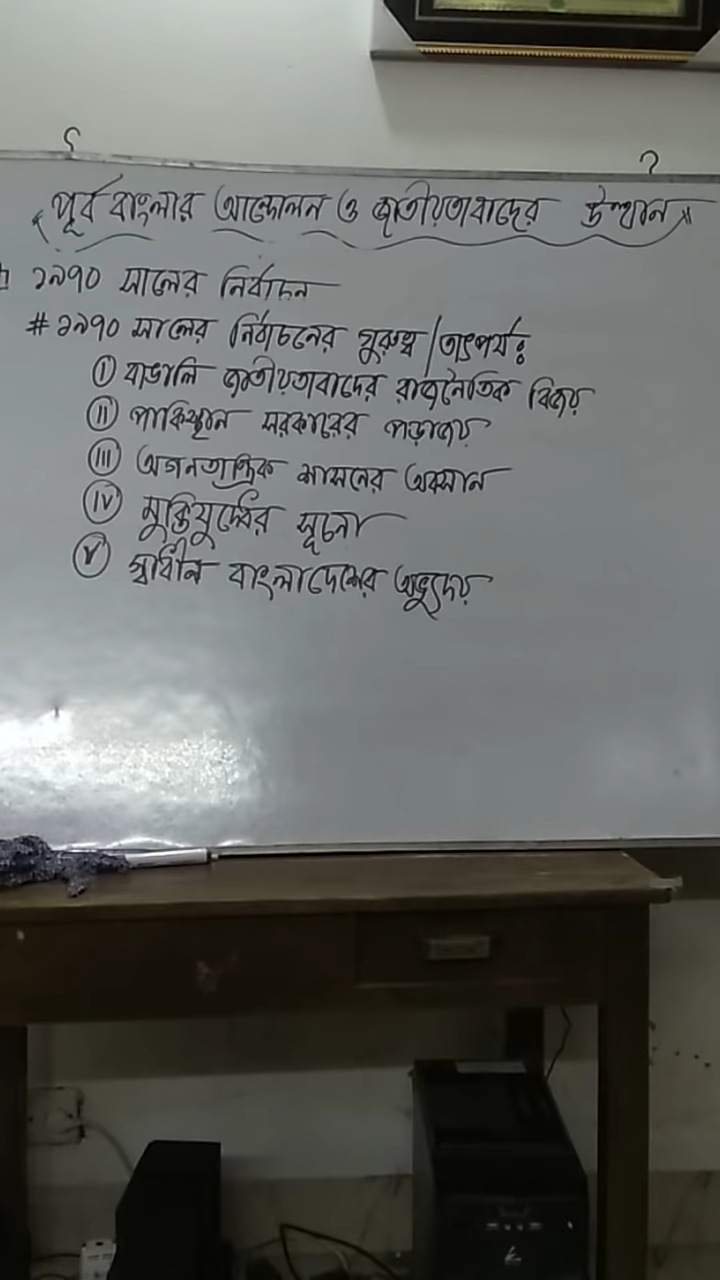 "পূর্ব বাংলার আন্দোলন ও জাতীয়তাবাদের উত্থান"
১৯৭০ সালের নির্বাচন
# ১৯৭০ সালের নির্বাচনের গুরুত্ব / তাৎপর্যঃ
(i) বাঙালি জাতীয়তাবাদের রাজনৈতিক বিজয়
(ii) পাকিস্থান সরকারের পড়াজয়
(iii) অগনতান্ত্রিক শাসনের অবসান
(iv) মুক্তিযুদ্ধের সূচনা
(v) স্বাধীন বাংলাদেশের অভ্যুদয়